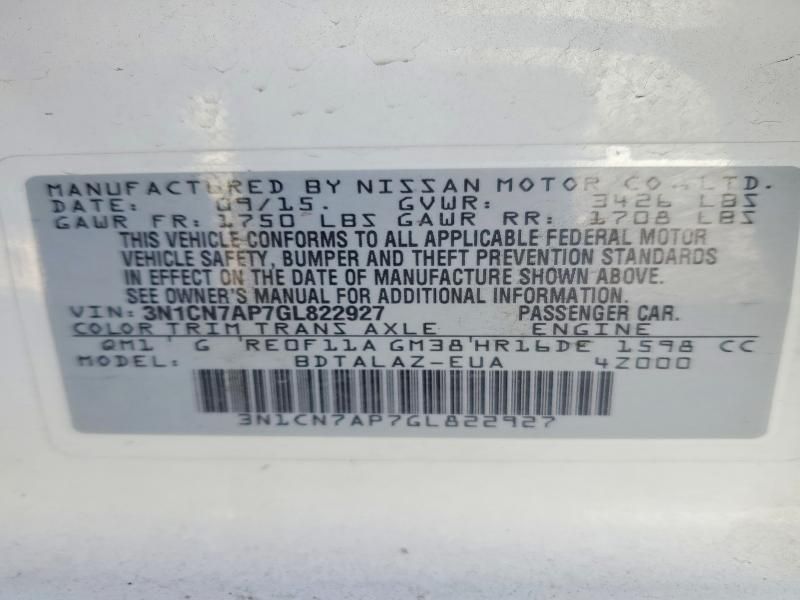 MANUFACTURED BY NISSAN MOTOR CO., LTD.
DATE: 09/15. GVWR: 3426 LBS
GAWR FR: 1750 LBS GAWR RR: 1708 LBS
THIS VEHICLE CONFORMS TO ALL APPLICABLE FEDERAL MOTOR
VEHICLE SAFETY, BUMPER AND THEFT PREVENTION STANDARDS
IN EFFECT ON THE DATE OF MANUFACTURE SHOWN ABOVE.
SEE OWNER'S MANUAL FOR ADDITIONAL INFORMATION.
VIN: 3N1CN7AP7GL822927 PASSENGER CAR.
COLOR TRIM TRANS AXLE ENGINE
QM1 ' G 'RE0F11A GM38'HR16DE 1598 CC
MODEL: BDTALAZ-EUA 4Z000
3N1CN7AP7GL822927